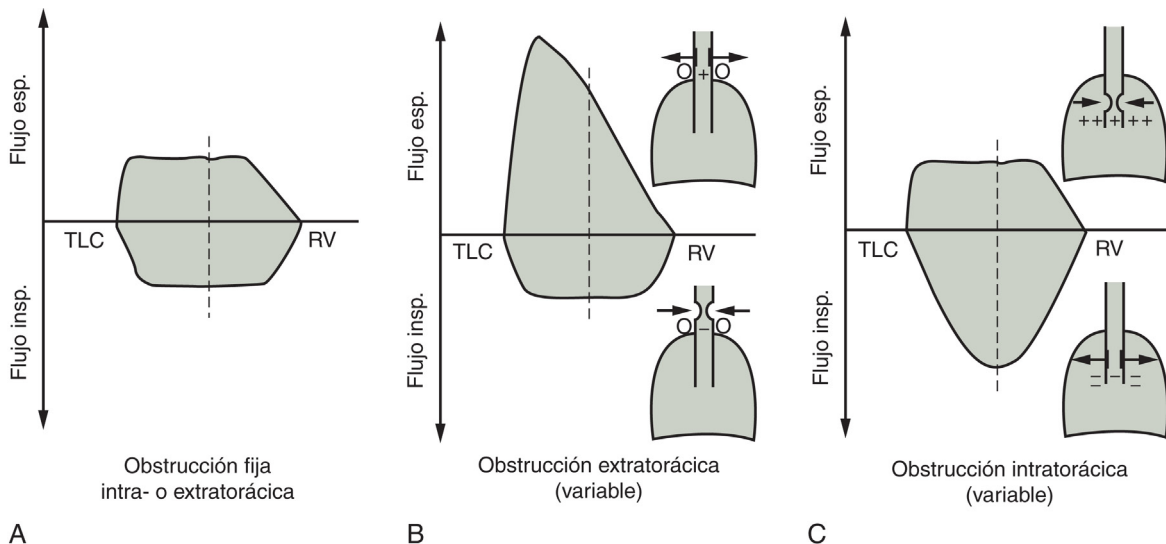 Flujo esp.
Flujo insp.
TLC
RV
Obstrucción fija
intra- o extratorácica
A
Flujo esp.
Flujo insp.
TLC
RV
O + O
O – O
Obstrucción extratorácica
(variable)
B
Flujo esp.
Flujo insp.
TLC
RV
++ + ++
= – =
Obstrucción intratorácica
(variable)
C